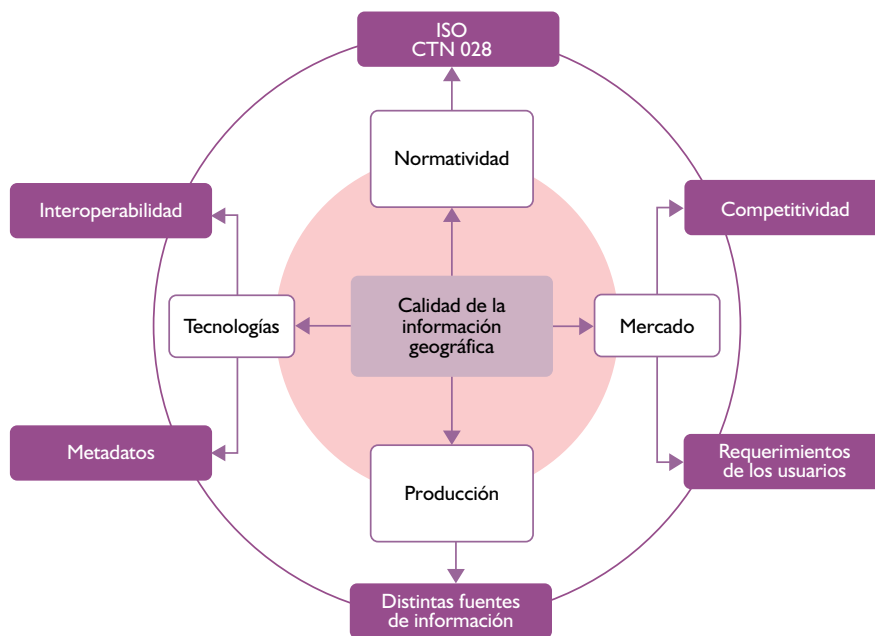 ISO
CTN 028
Normatividad
Interoperabilidad
Competitividad
Tecnologías
Calidad de la
información
geográfica
Mercado
Metadatos
Requerimientos
de los usuarios
Producción
Distintas fuentes
de información